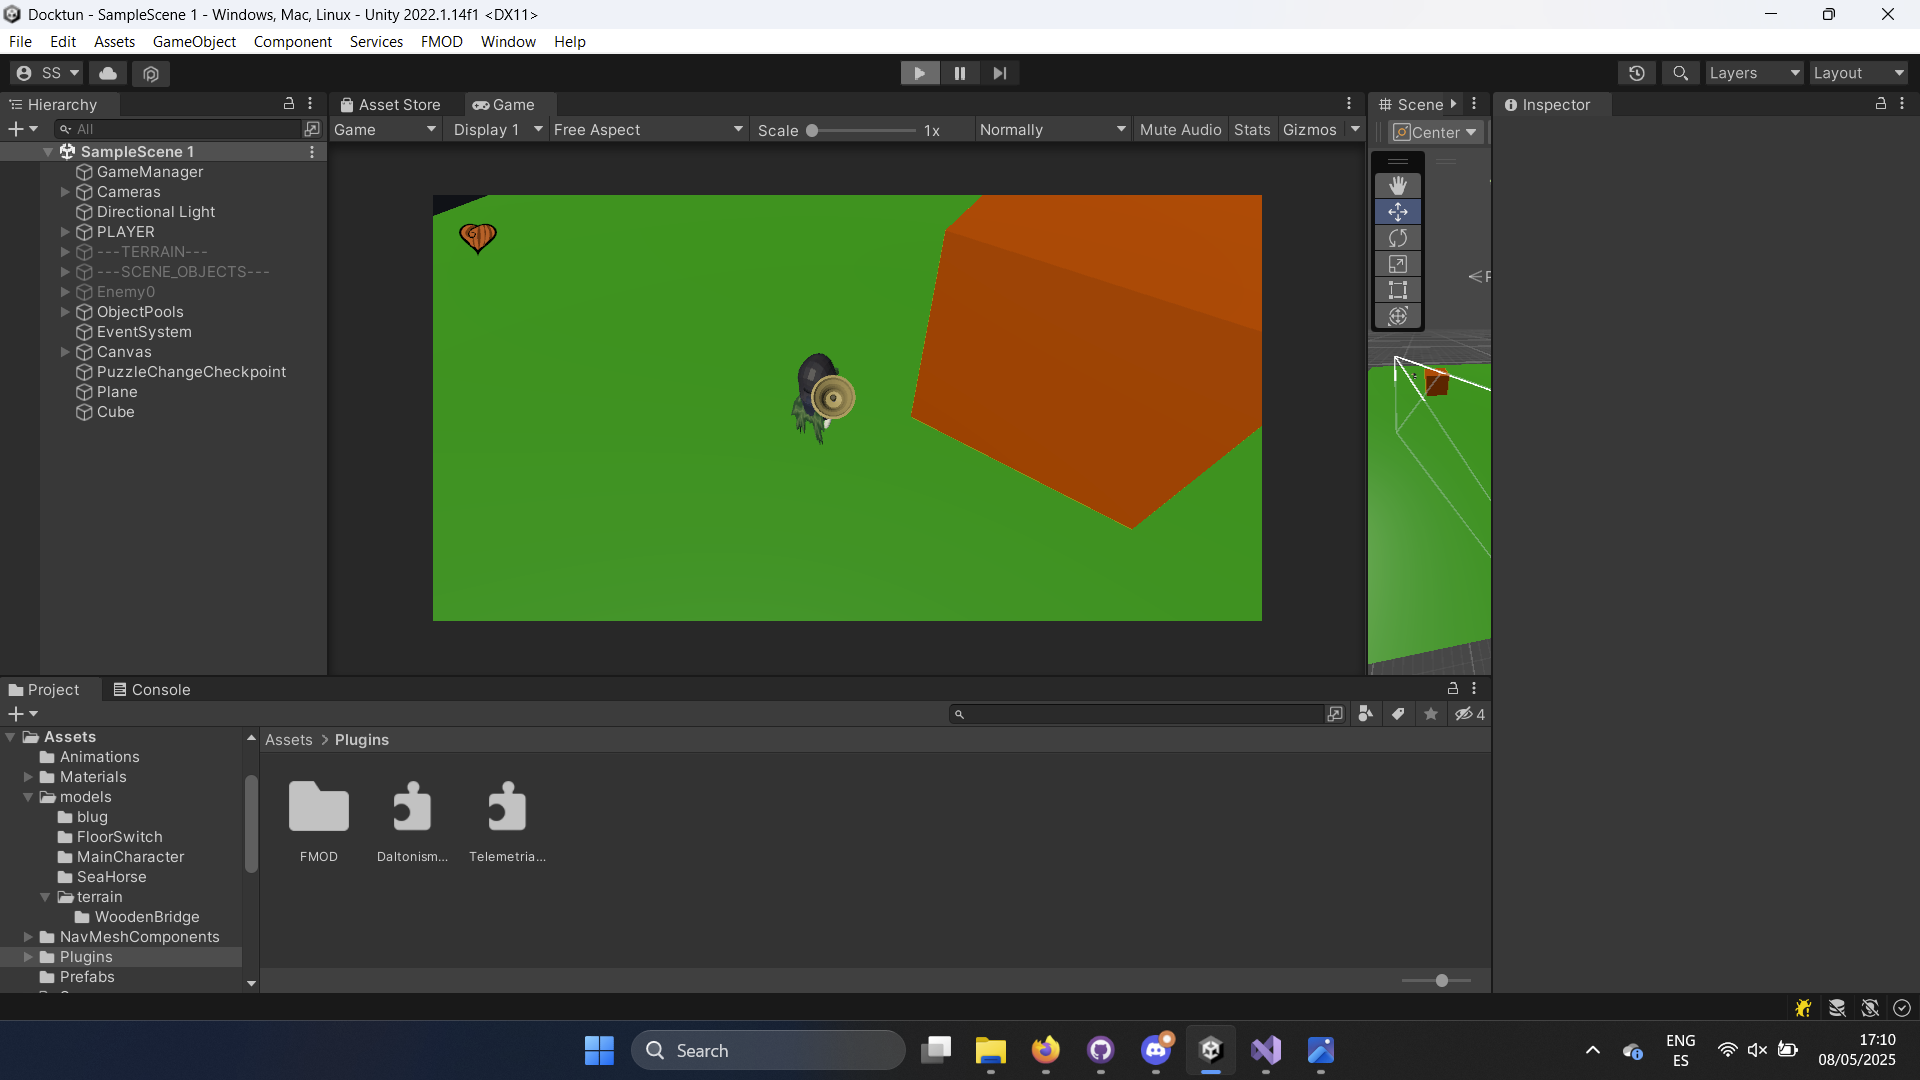 Docktun - SampleScene 1 - Windows, Mac, Linux - Unity 2022.1.14f1 <DX11>
File Edit Assets GameObject Component Services FMOD Window Help
SS Layers Layout
Hierarchy Asset Store Game Scene Inspector
All Game Display 1 Free Aspect Scale 1x Normally Mute Audio Stats Gizmos Center
SampleScene 1
GameManager
Cameras
Directional Light
PLAYER
---TERRAIN---
---SCENE_OBJECTS---
Enemy0
ObjectPools
EventSystem
Canvas
PuzzleChangeCheckpoint
Plane
Cube
Project Console
4
Assets
Animations
Materials
models
blug
FloorSwitch
MainCharacter
SeaHorse
terrain
WoodenBridge
NavMeshComponents
Plugins
Prefabs
Assets > Plugins
FMOD Daltonism... Telemetria...
Search
ENG
ES
17:10
08/05/2025